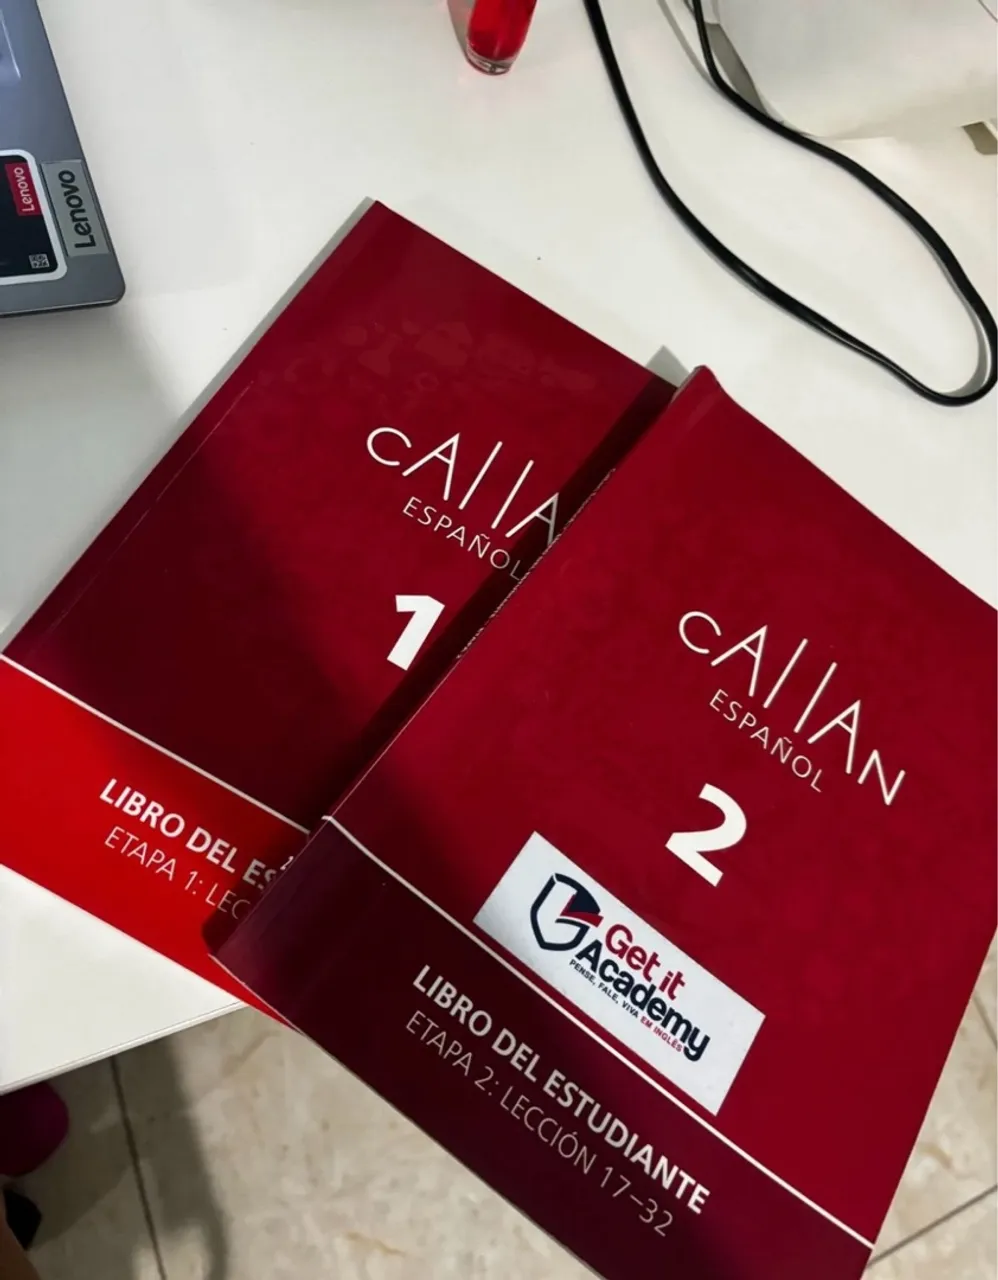 Lenovo
Lenovo
cAllAN
ESPAÑOL
1
LIBRO DEL
ETAPA 1:
cAllAN
ESPAÑOL
2
Get it
Academy
PENSE, FALE, VIVA EM INGLÊS
LIBRO DEL ESTUDIANTE
ETAPA 2: LECCIÓN 17–32